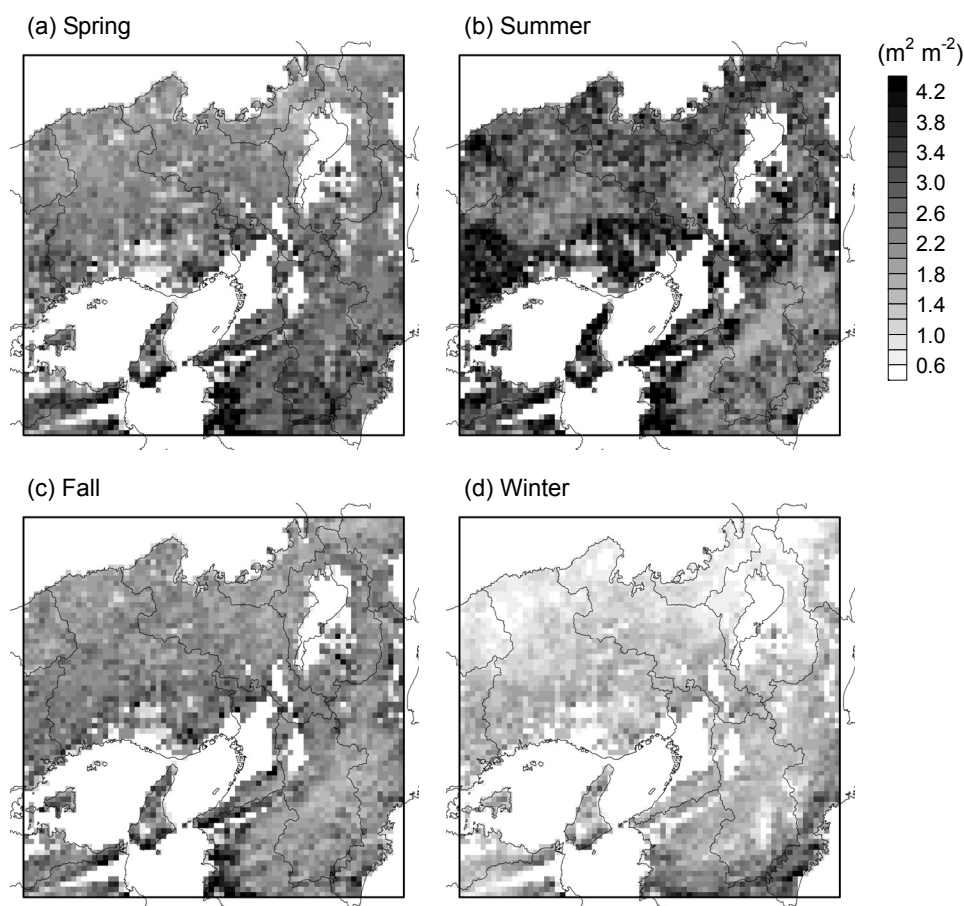 (a) Spring
(b) Summer
(m² m⁻²)
4.2
3.8
3.4
3.0
2.6
2.2
1.8
1.4
1.0
0.6
(c) Fall
(d) Winter